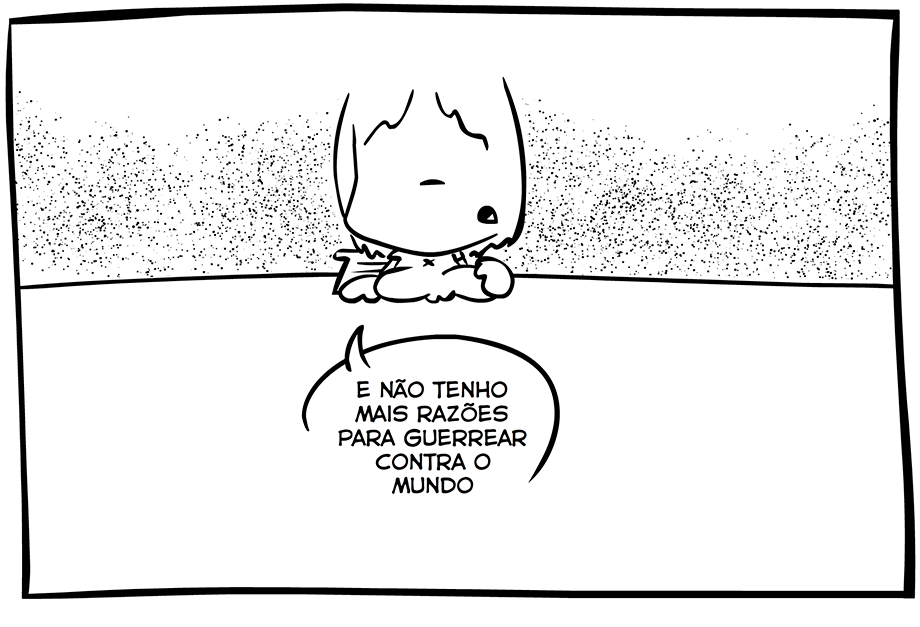 E NÃO TENHO
MAIS RAZÕES
PARA GUERREAR
CONTRA O
MUNDO